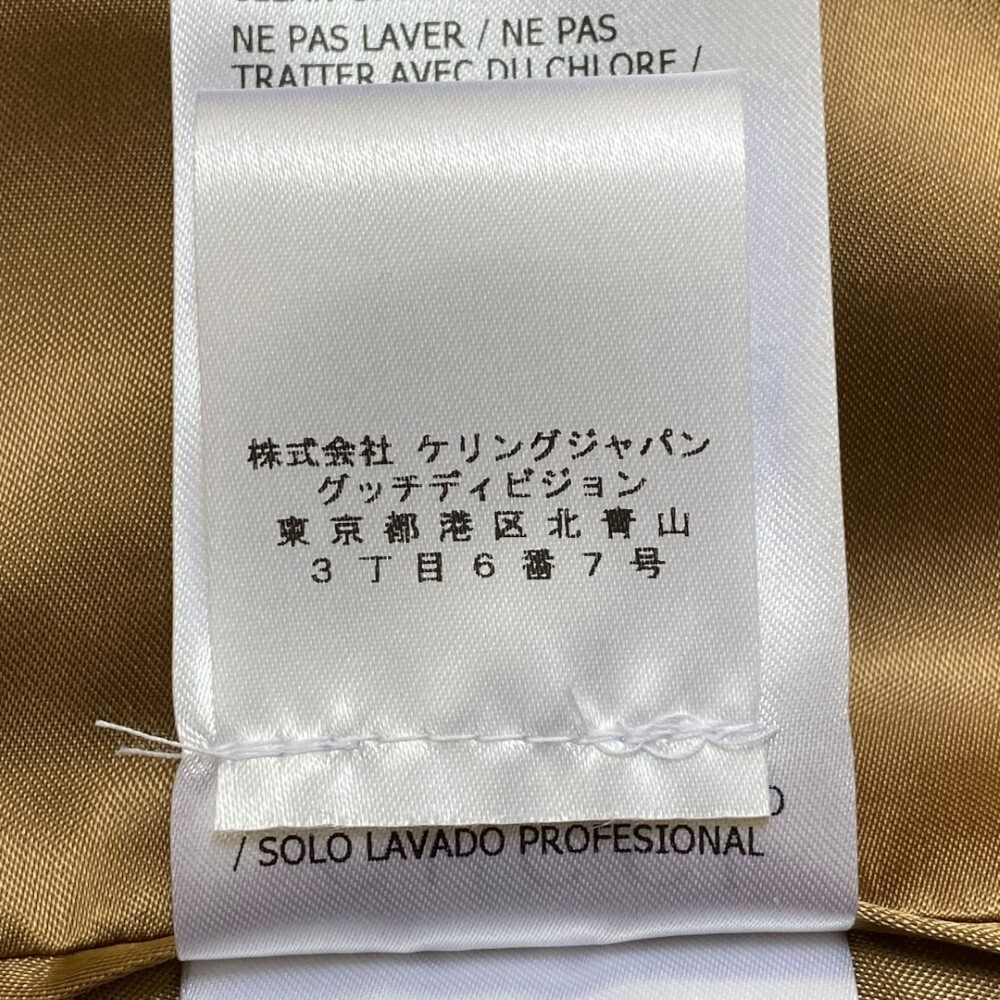 NE PAS LAVER / NE PAS
TRAITER AVEC DU CHLORE /
株式会社 ケリングジャパン
グッチディビジョン
東京都港区北青山
3丁目6番7号
/ SOLO LAVADO PROFESIONAL